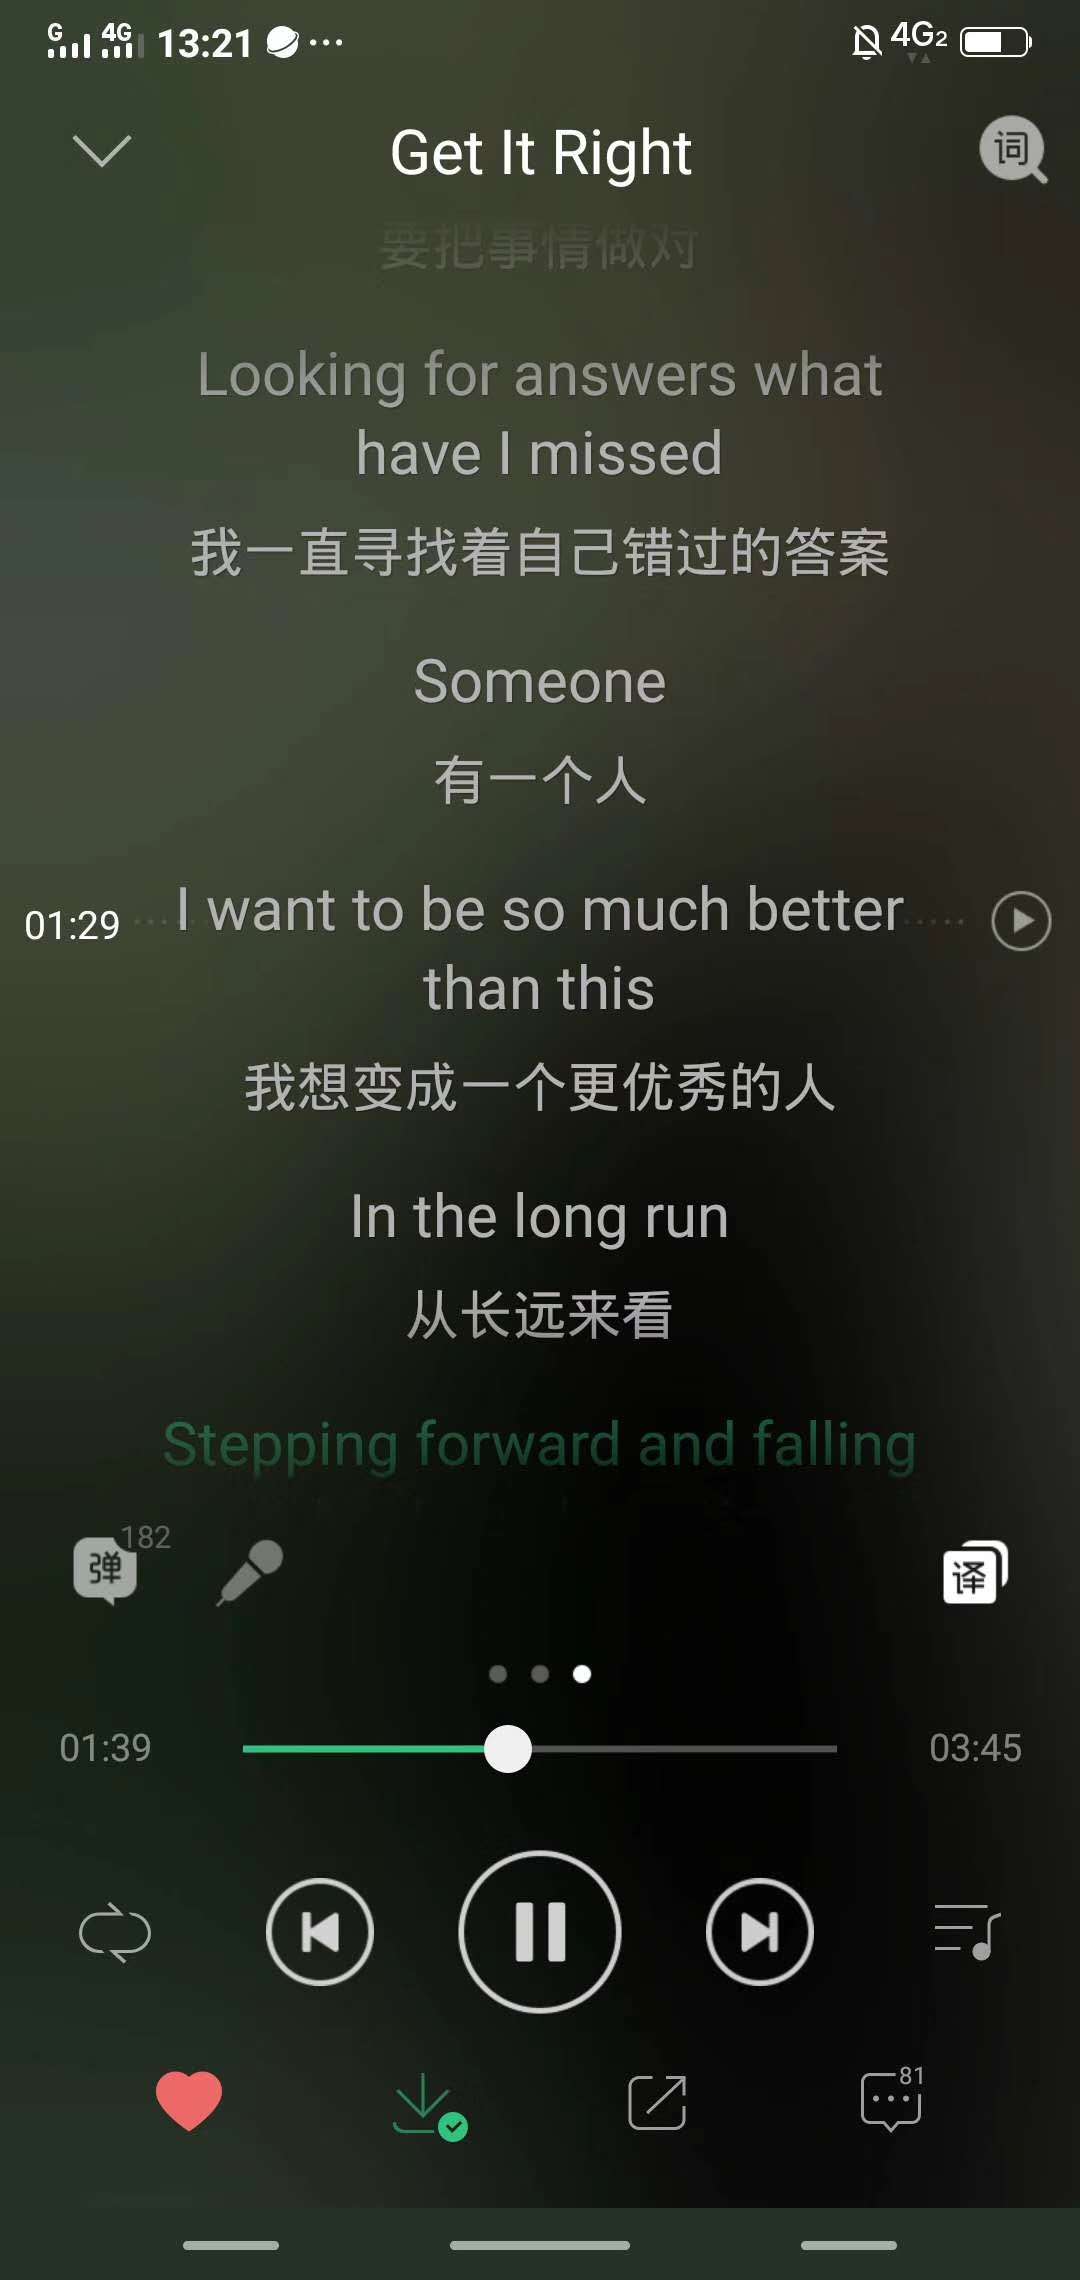 G 4G 13:21 ... 4G2
Get It Right
词
要把事情做对
Looking for answers what
have I missed
我一直寻找着自己错过的答案
Someone
有一个人
01:29 I want to be so much better
than this
我想变成一个更优秀的人
In the long run
从长远来看
Stepping forward and falling
弹 182
译
01:39 03:45
81